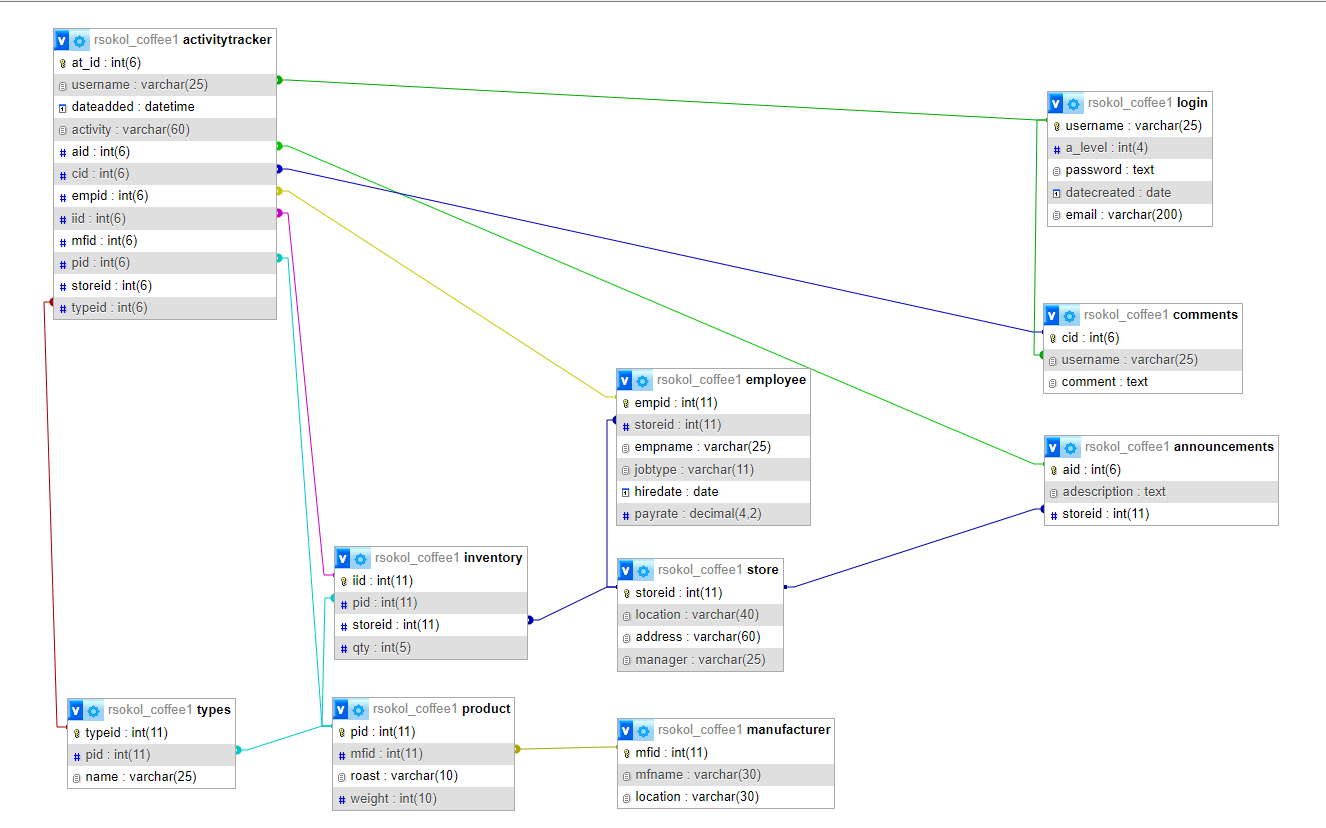 rsokol_coffee1 activitytracker
at_id : int(6)
username : varchar(25)
dateadded : datetime
activity : varchar(60)
aid : int(6)
cid : int(6)
empid : int(6)
iid : int(6)
mfid : int(6)
pid : int(6)
storeid : int(6)
typeid : int(6)
rsokol_coffee1 login
username : varchar(25)
a_level : int(4)
password : text
datecreated : date
email : varchar(200)
rsokol_coffee1 comments
cid : int(6)
username : varchar(25)
comment : text
rsokol_coffee1 employee
empid : int(11)
storeid : int(11)
empname : varchar(25)
jobtype : varchar(11)
hiredate : date
payrate : decimal(4,2)
rsokol_coffee1 announcements
aid : int(6)
adescription : text
storeid : int(11)
rsokol_coffee1 inventory
iid : int(11)
pid : int(11)
storeid : int(11)
qty : int(5)
rsokol_coffee1 store
storeid : int(11)
location : varchar(40)
address : varchar(60)
manager : varchar(25)
rsokol_coffee1 types
typeid : int(11)
pid : int(11)
name : varchar(25)
rsokol_coffee1 product
pid : int(11)
mfid : int(11)
roast : varchar(10)
weight : int(10)
rsokol_coffee1 manufacturer
mfid : int(11)
mfname : varchar(30)
location : varchar(30)